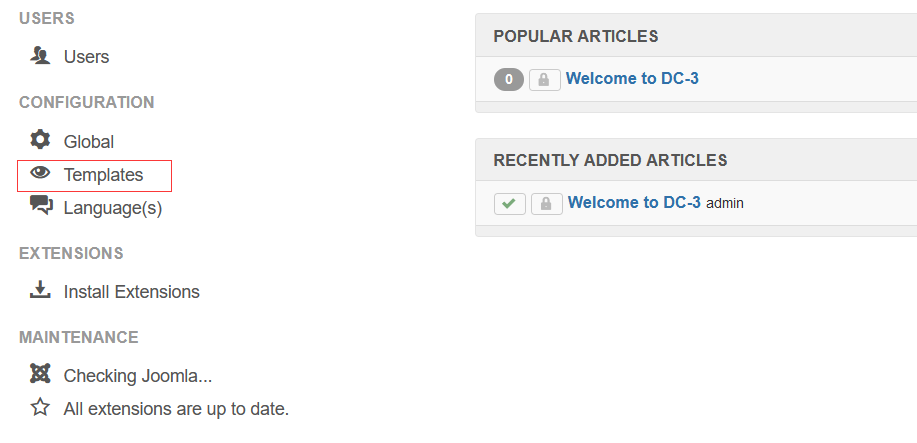 USERS
Users
CONFIGURATION
Global
Templates
Language(s)
EXTENSIONS
Install Extensions
MAINTENANCE
Checking Joomla...
All extensions are up to date.
POPULAR ARTICLES
0 Welcome to DC-3
RECENTLY ADDED ARTICLES
Welcome to DC-3 admin